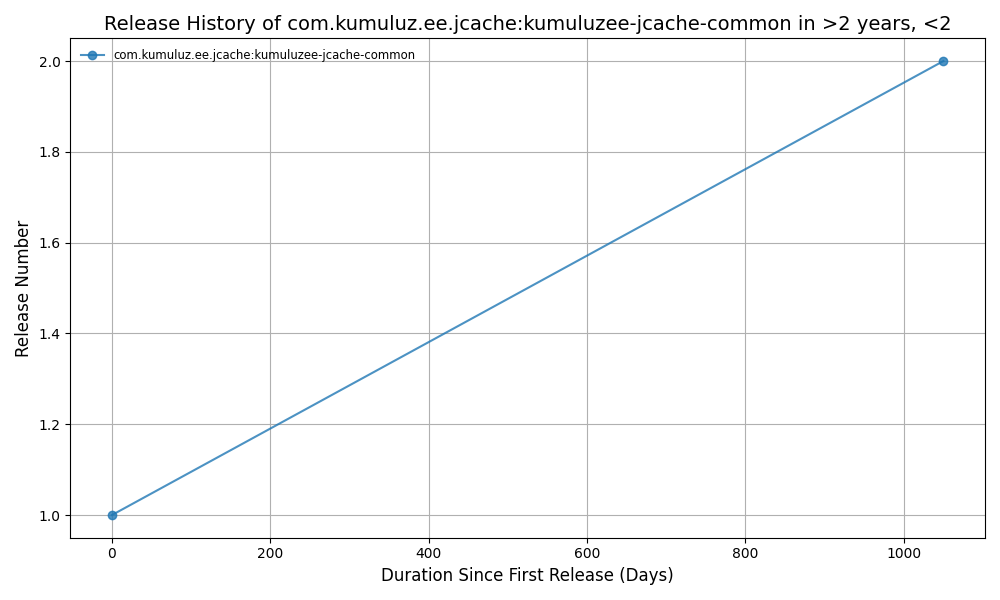 Release History of com.kumuluz.ee.jcache:kumuluzee-jcache-common in >2 years, <2
com.kumuluz.ee.jcache:kumuluzee-jcache-common
2.0
1.8
1.6
1.4
1.2
1.0
Release Number
0 200 400 600 800 1000
Duration Since First Release (Days)